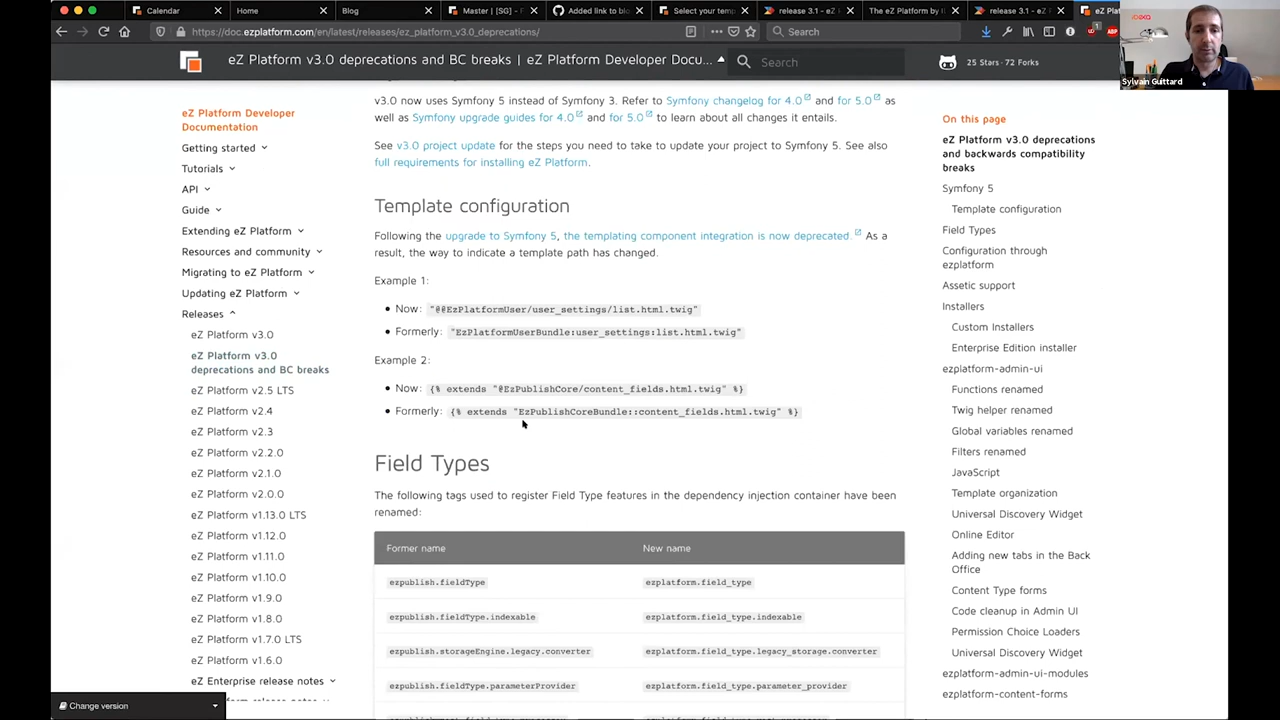 Calendar
Home
Blog
Master | [SG] - F
Added link to blo
Select your temp
release 3.1 - eZ
The eZ Platform by I
release 3.1 - eZ
eZ Pla
https://doc.ezplatform.com/en/latest/releases/ez_platform_v3.0_deprecations/
Search
1
ABP
Sylvain Guittard
eZ Platform v3.0 deprecations and BC breaks | eZ Platform Developer Docu...
Search
25 Stars · 72 Forks
eZ Platform Developer
Documentation
Getting started
Tutorials
API
Guide
Extending eZ Platform
Resources and community
Migrating to eZ Platform
Updating eZ Platform
Releases
eZ Platform v3.0
eZ Platform v3.0
deprecations and BC breaks
eZ Platform v2.5 LTS
eZ Platform v2.4
eZ Platform v2.3
eZ Platform v2.2.0
eZ Platform v2.1.0
eZ Platform v2.0.0
eZ Platform v1.13.0 LTS
eZ Platform v1.12.0
eZ Platform v1.11.0
eZ Platform v1.10.0
eZ Platform v1.9.0
eZ Platform v1.8.0
eZ Platform v1.7.0 LTS
eZ Platform v1.6.0
eZ Enterprise release notes
Change version
v3.0 now uses Symfony 5 instead of Symfony 3. Refer to Symfony changelog for 4.0 and for 5.0 as
well as Symfony upgrade guides for 4.0 and for 5.0 to learn about all changes it entails.
See v3.0 project update for the steps you need to take to update your project to Symfony 5. See also
full requirements for installing eZ Platform.
Template configuration
Following the upgrade to Symfony 5, the templating component integration is now deprecated. As a
result, the way to indicate a template path has changed.
Example 1:
Now: "@@EzPlatformUser/user_settings/list.html.twig"
Formerly: "EzPlatformUserBundle:user_settings:list.html.twig"
Example 2:
Now: {% extends "@EzPublishCore/content_fields.html.twig" %}
Formerly: {% extends "EzPublishCoreBundle::content_fields.html.twig" %}
Field Types
The following tags used to register Field Type features in the dependency injection container have been
renamed:
Former name New name
ezpublish.fieldType ezplatform.field_type
ezpublish.fieldType.indexable ezplatform.field_type.indexable
ezpublish.storageEngine.legacy.converter ezplatform.field_type.legacy_storage.converter
ezpublish.fieldType.parameterProvider ezplatform.field_type.parameter_provider
On this page
eZ Platform v3.0 deprecations
and backwards compatibility
breaks
Symfony 5
Template configuration
Field Types
Configuration through
ezplatform
Assetic support
Installers
Custom Installers
Enterprise Edition installer
ezplatform-admin-ui
Functions renamed
Twig helper renamed
Global variables renamed
Filters renamed
JavaScript
Template organization
Universal Discovery Widget
Online Editor
Adding new tabs in the Back
Office
Content Type forms
Code cleanup in Admin UI
Permission Choice Loaders
Universal Discovery Widget
ezplatform-admin-ui-modules
ezplatform-content-forms